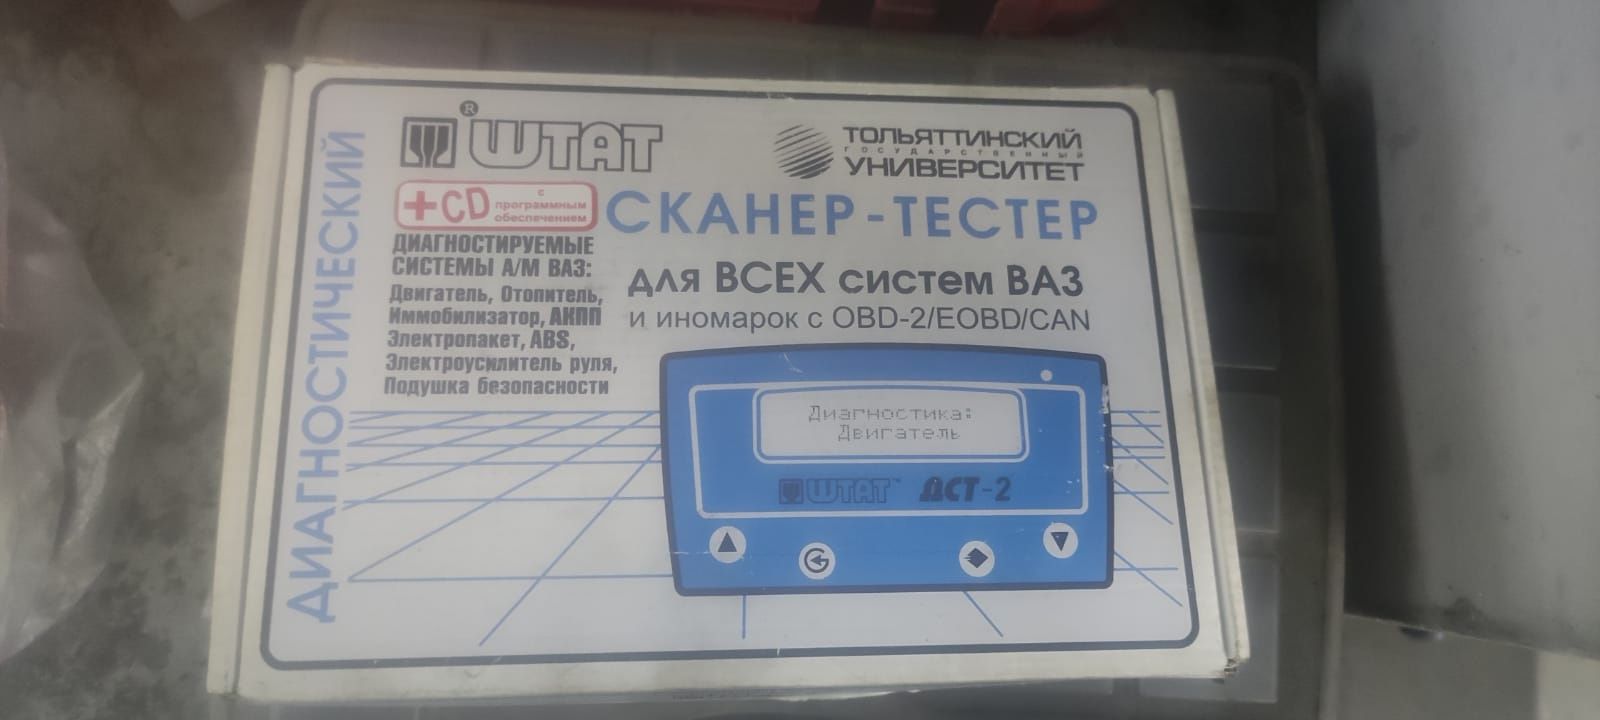 ДИАГНОСТИЧЕСКИЙ
® ШТАТ
ТОЛЬЯТТИНСКИЙ
ГОСУДАРСТВЕННЫЙ
УНИВЕРСИТЕТ
+CD с
программным
обеспечением
СКАНЕР-ТЕСТЕР
для ВСЕХ систем ВАЗ
и иномарок с OBD-2/EOBD/CAN
ДИАГНОСТИРУЕМЫЕ
СИСТЕМЫ А/М ВАЗ:
Двигатель, Отопитель,
Иммобилизатор, АКПП
Электропакет, ABS,
Электроусилитель руля,
Подушка безопасности
Диагностика:
Двигатель
ШТАТ™ ДСТ-2